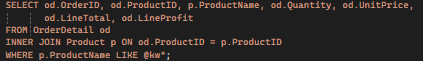 SELECT od.OrderID, od.ProductID, p.ProductName, od.Quantity, od.UnitPrice,
od.LineTotal, od.LineProfit
FROM OrderDetail od
INNER JOIN Product p ON od.ProductID = p.ProductID
WHERE p.ProductName LIKE @kw";